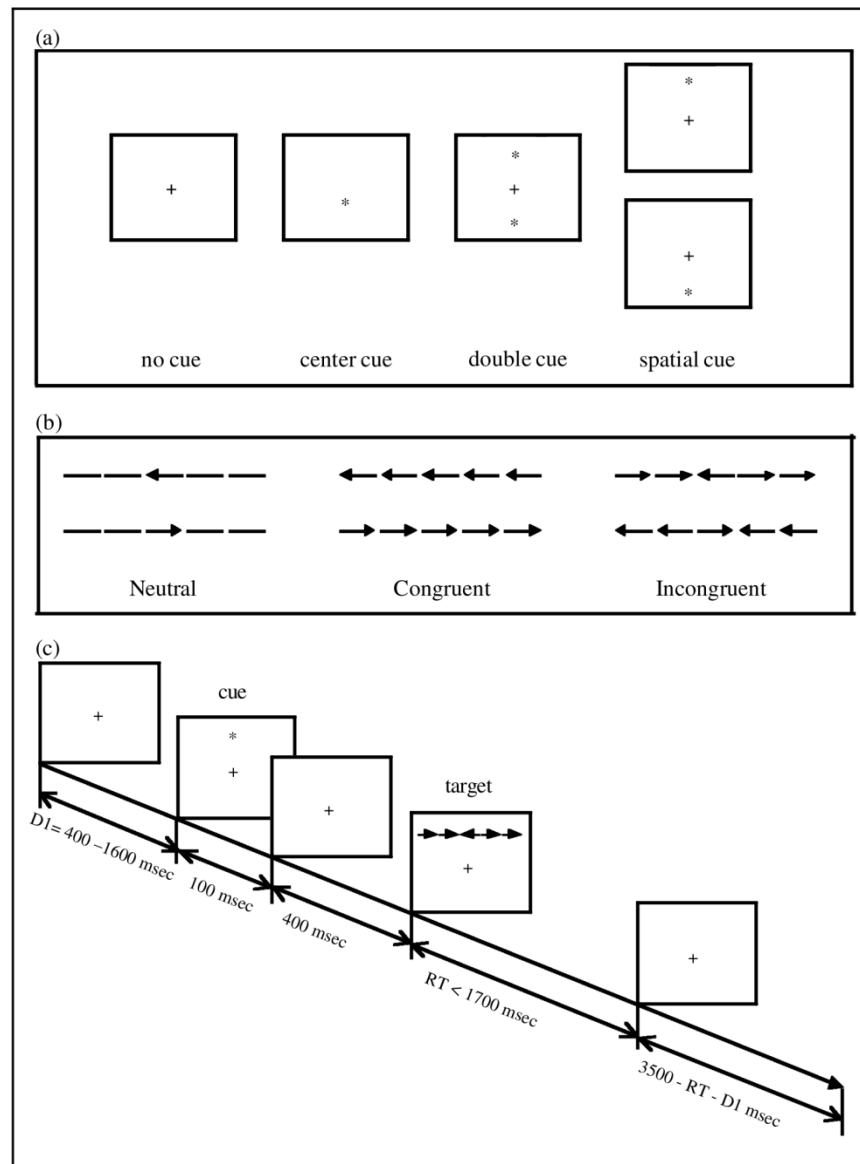 (a)
+
*
*
+
*
*
+
+
*
no cue center cue double cue spatial cue
(b)
Neutral Congruent Incongruent
(c)
+
cue
*
+
+
target
+
+
D1= 400 –1600 msec
100 msec
400 msec
RT < 1700 msec
3500 - RT - D1 msec